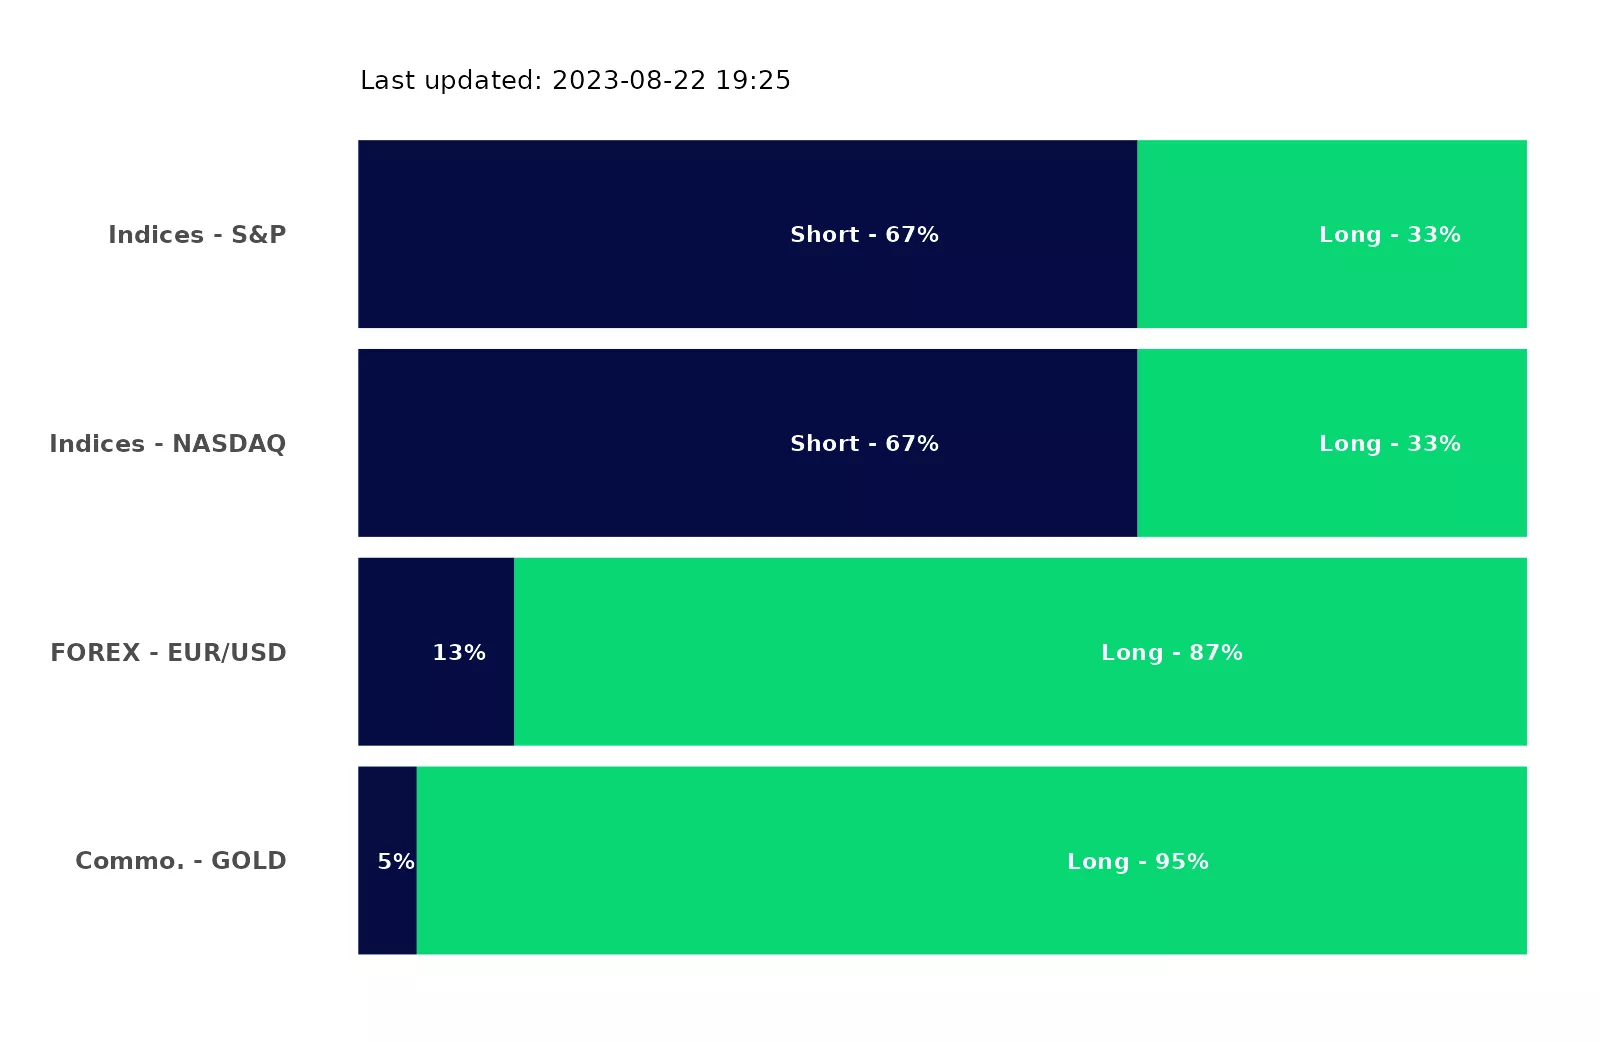 Last updated: 2023-08-22 19:25
Indices - S&P
Short - 67%
Long - 33%
Indices - NASDAQ
Short - 67%
Long - 33%
FOREX - EUR/USD
13%
Long - 87%
Commo. - GOLD
5%
Long - 95%